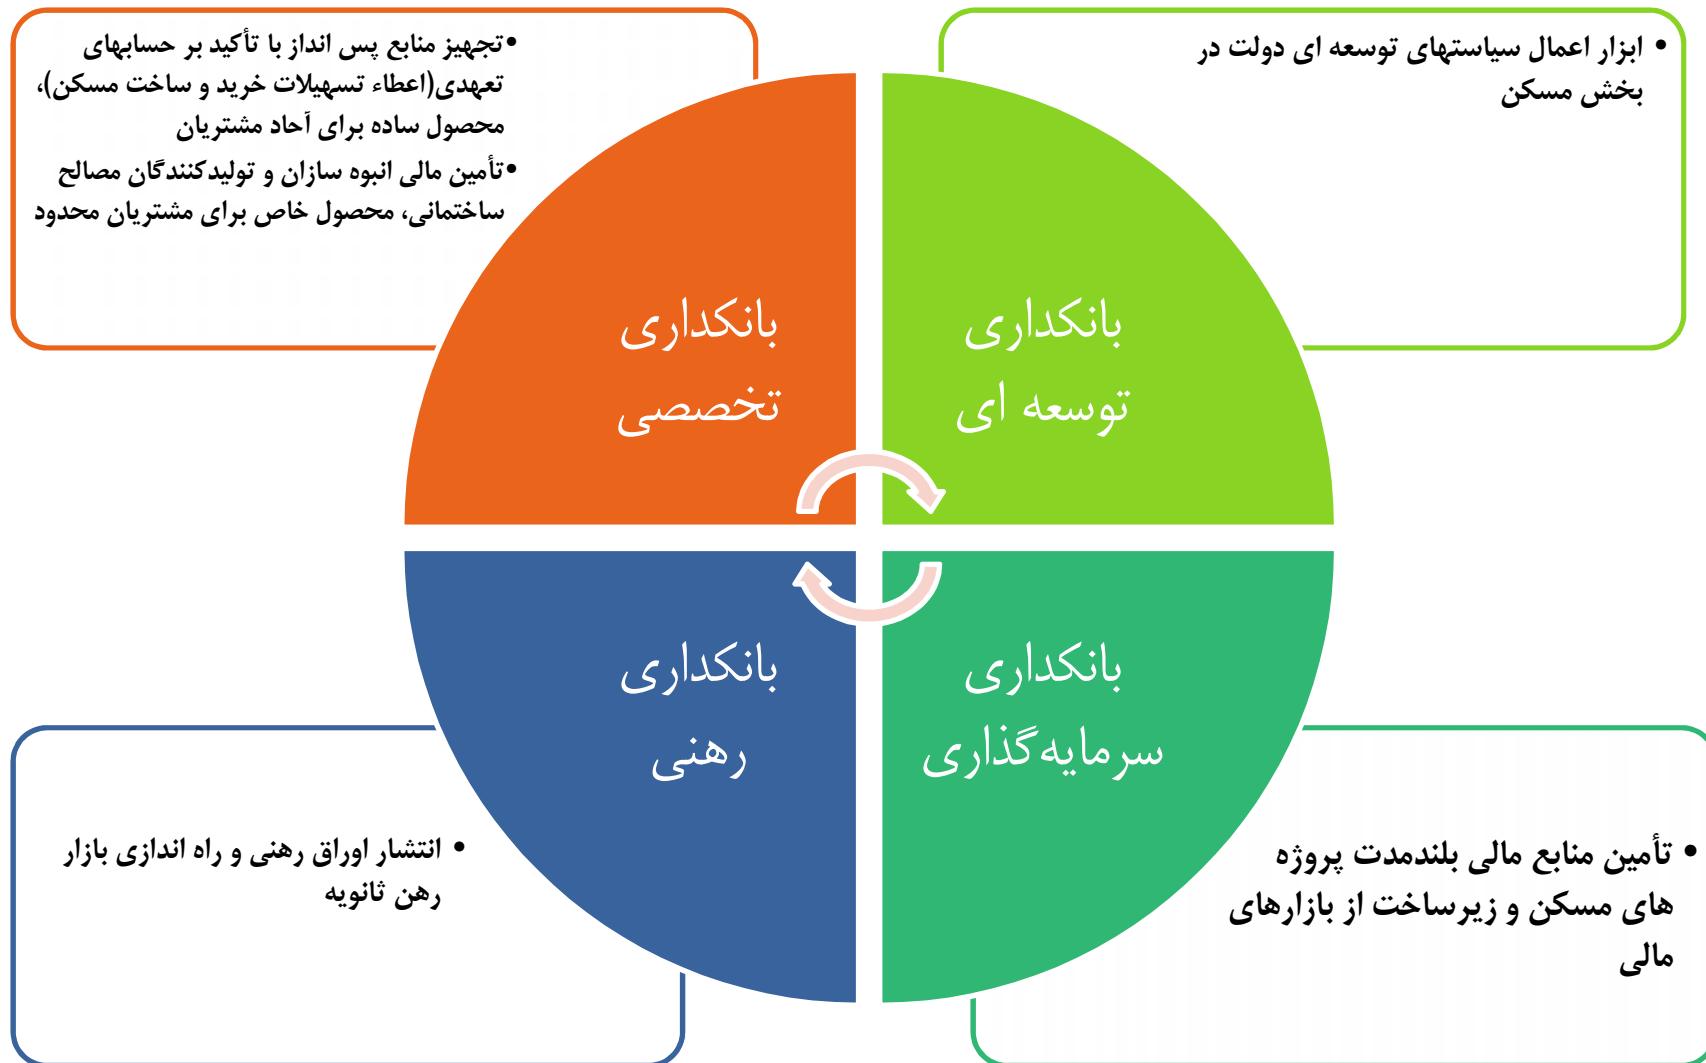 • ابزار اعمال سیاستهای توسعه ای دولت در
بخش مسکن
•تجهیز منابع پس انداز با تأکید بر حسابهای
تعهدی(اعطاء تسهیلات خرید و ساخت مسکن)،
محصول ساده برای آحاد مشتریان
•تأمین مالی انبوه سازان و تولیدکنندگان مصالح
ساختمانی، محصول خاص برای مشتریان محدود
بانکداری
توسعه ای
بانکداری
تخصصی
بانکداری
سرمایه‌گذاری
بانکداری
رهنی
• تأمین منابع مالی بلندمدت پروژه
های مسکن و زیرساخت از بازارهای
مالی
• انتشار اوراق رهنی و راه اندازی بازار
رهن ثانویه